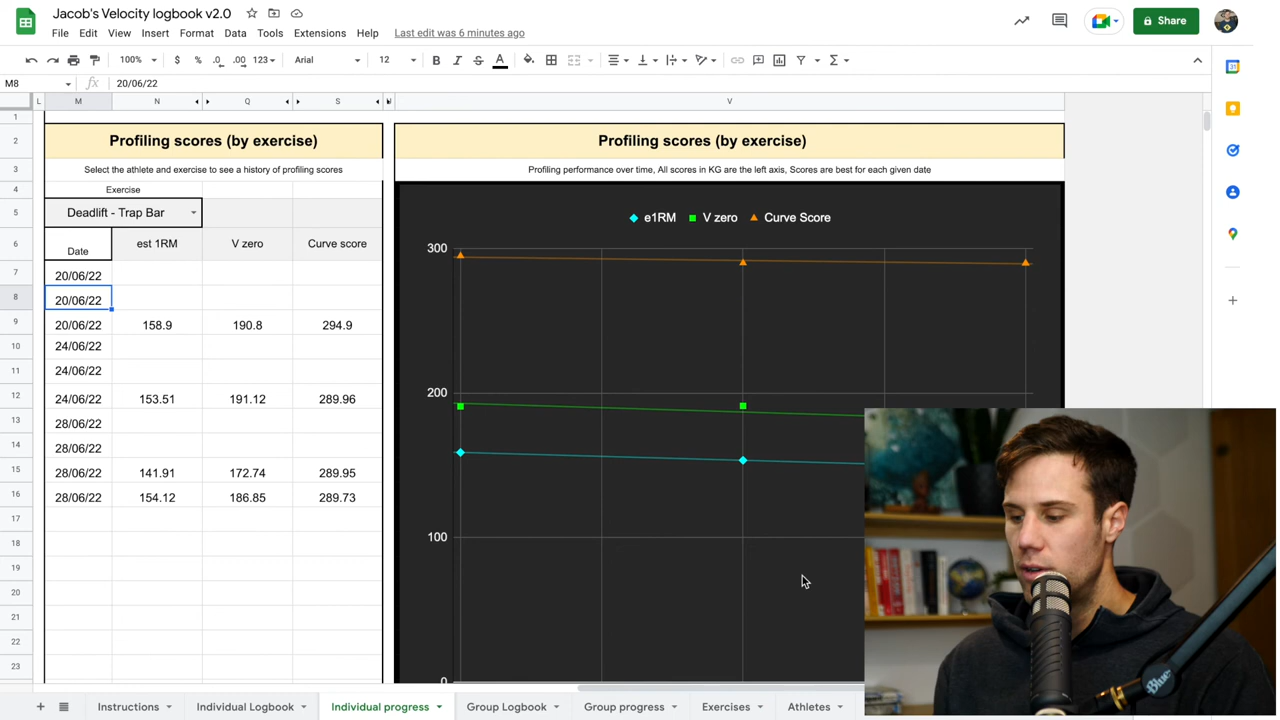 Jacob's Velocity logbook v2.0
File Edit View Insert Format Data Tools Extensions Help Last edit was 6 minutes ago
Share
100% $ % .0 .00 123 Arial 12 B I S A Σ
M8 fx 20/06/22
L M N Q S V
1
2 Profiling scores (by exercise) Profiling scores (by exercise)
3 Select the athlete and exercise to see a history of profiling scores Profiling performance over time, All scores in KG are the left axis, Scores are best for each given date
4 Exercise
5 Deadlift - Trap Bar
e1RM V zero Curve Score
6 Date est 1RM V zero Curve score
300
7 20/06/22
8 20/06/22
9 20/06/22 158.9 190.8 294.9
10 24/06/22
11 24/06/22
200
12 24/06/22 153.51 191.12 289.96
13 28/06/22
14 28/06/22
15 28/06/22 141.91 172.74 289.95
16 28/06/22 154.12 186.85 289.73
17
100
18
19
20
21
22
23
0
Instructions Individual Logbook Individual progress Group Logbook Group progress Exercises Athletes
31
Blue